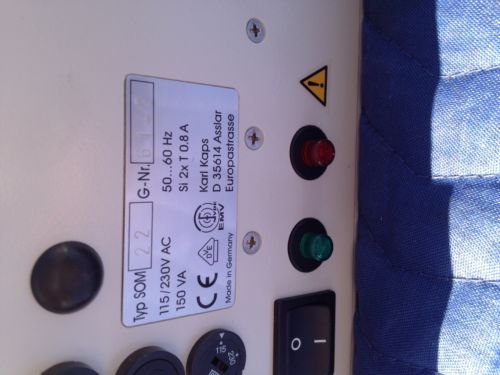 Typ SOM 22 G-Nr.
115/230V AC 50...60 Hz
150 VA Si 2x T 0.8 A
Karl Kaps
D 35614 Asslar
Europastrasse
CE
EMV
Made in Germany
O I